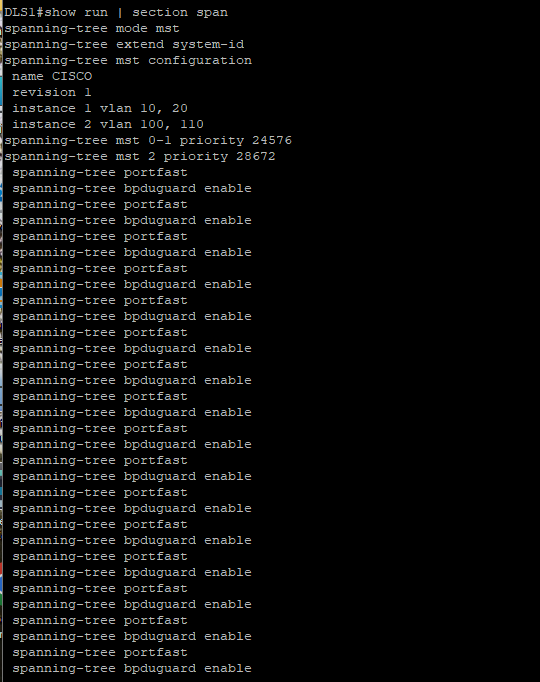 DLS1#show run | section span
spanning-tree mode mst
spanning-tree extend system-id
spanning-tree mst configuration
 name CISCO
 revision 1
 instance 1 vlan 10, 20
 instance 2 vlan 100, 110
spanning-tree mst 0-1 priority 24576
spanning-tree mst 2 priority 28672
 spanning-tree portfast
 spanning-tree bpduguard enable
 spanning-tree portfast
 spanning-tree bpduguard enable
 spanning-tree portfast
 spanning-tree bpduguard enable
 spanning-tree portfast
 spanning-tree bpduguard enable
 spanning-tree portfast
 spanning-tree bpduguard enable
 spanning-tree portfast
 spanning-tree bpduguard enable
 spanning-tree portfast
 spanning-tree bpduguard enable
 spanning-tree portfast
 spanning-tree bpduguard enable
 spanning-tree portfast
 spanning-tree bpduguard enable
 spanning-tree portfast
 spanning-tree bpduguard enable
 spanning-tree portfast
 spanning-tree bpduguard enable
 spanning-tree portfast
 spanning-tree bpduguard enable
 spanning-tree portfast
 spanning-tree bpduguard enable
 spanning-tree portfast
 spanning-tree bpduguard enable
 spanning-tree portfast
 spanning-tree bpduguard enable
 spanning-tree portfast
 spanning-tree bpduguard enable